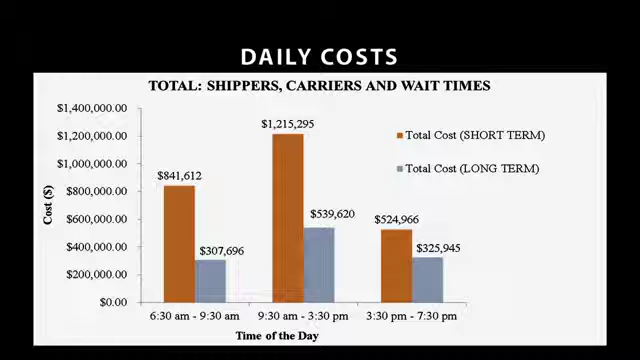 DAILY COSTS
TOTAL: SHIPPERS, CARRIERS AND WAIT TIMES
$1,400,000.00
$1,200,000.00
$1,000,000.00
$800,000.00
$600,000.00
$400,000.00
$200,000.00
$0.00
Cost ($)
$841,612
$307,696
$1,215,295
$539,620
$524,966
$325,945
Total Cost (SHORT TERM)
Total Cost (LONG TERM)
6:30 am - 9:30 am
9:30 am - 3:30 pm
3:30 pm - 7:30 pm
Time of the Day